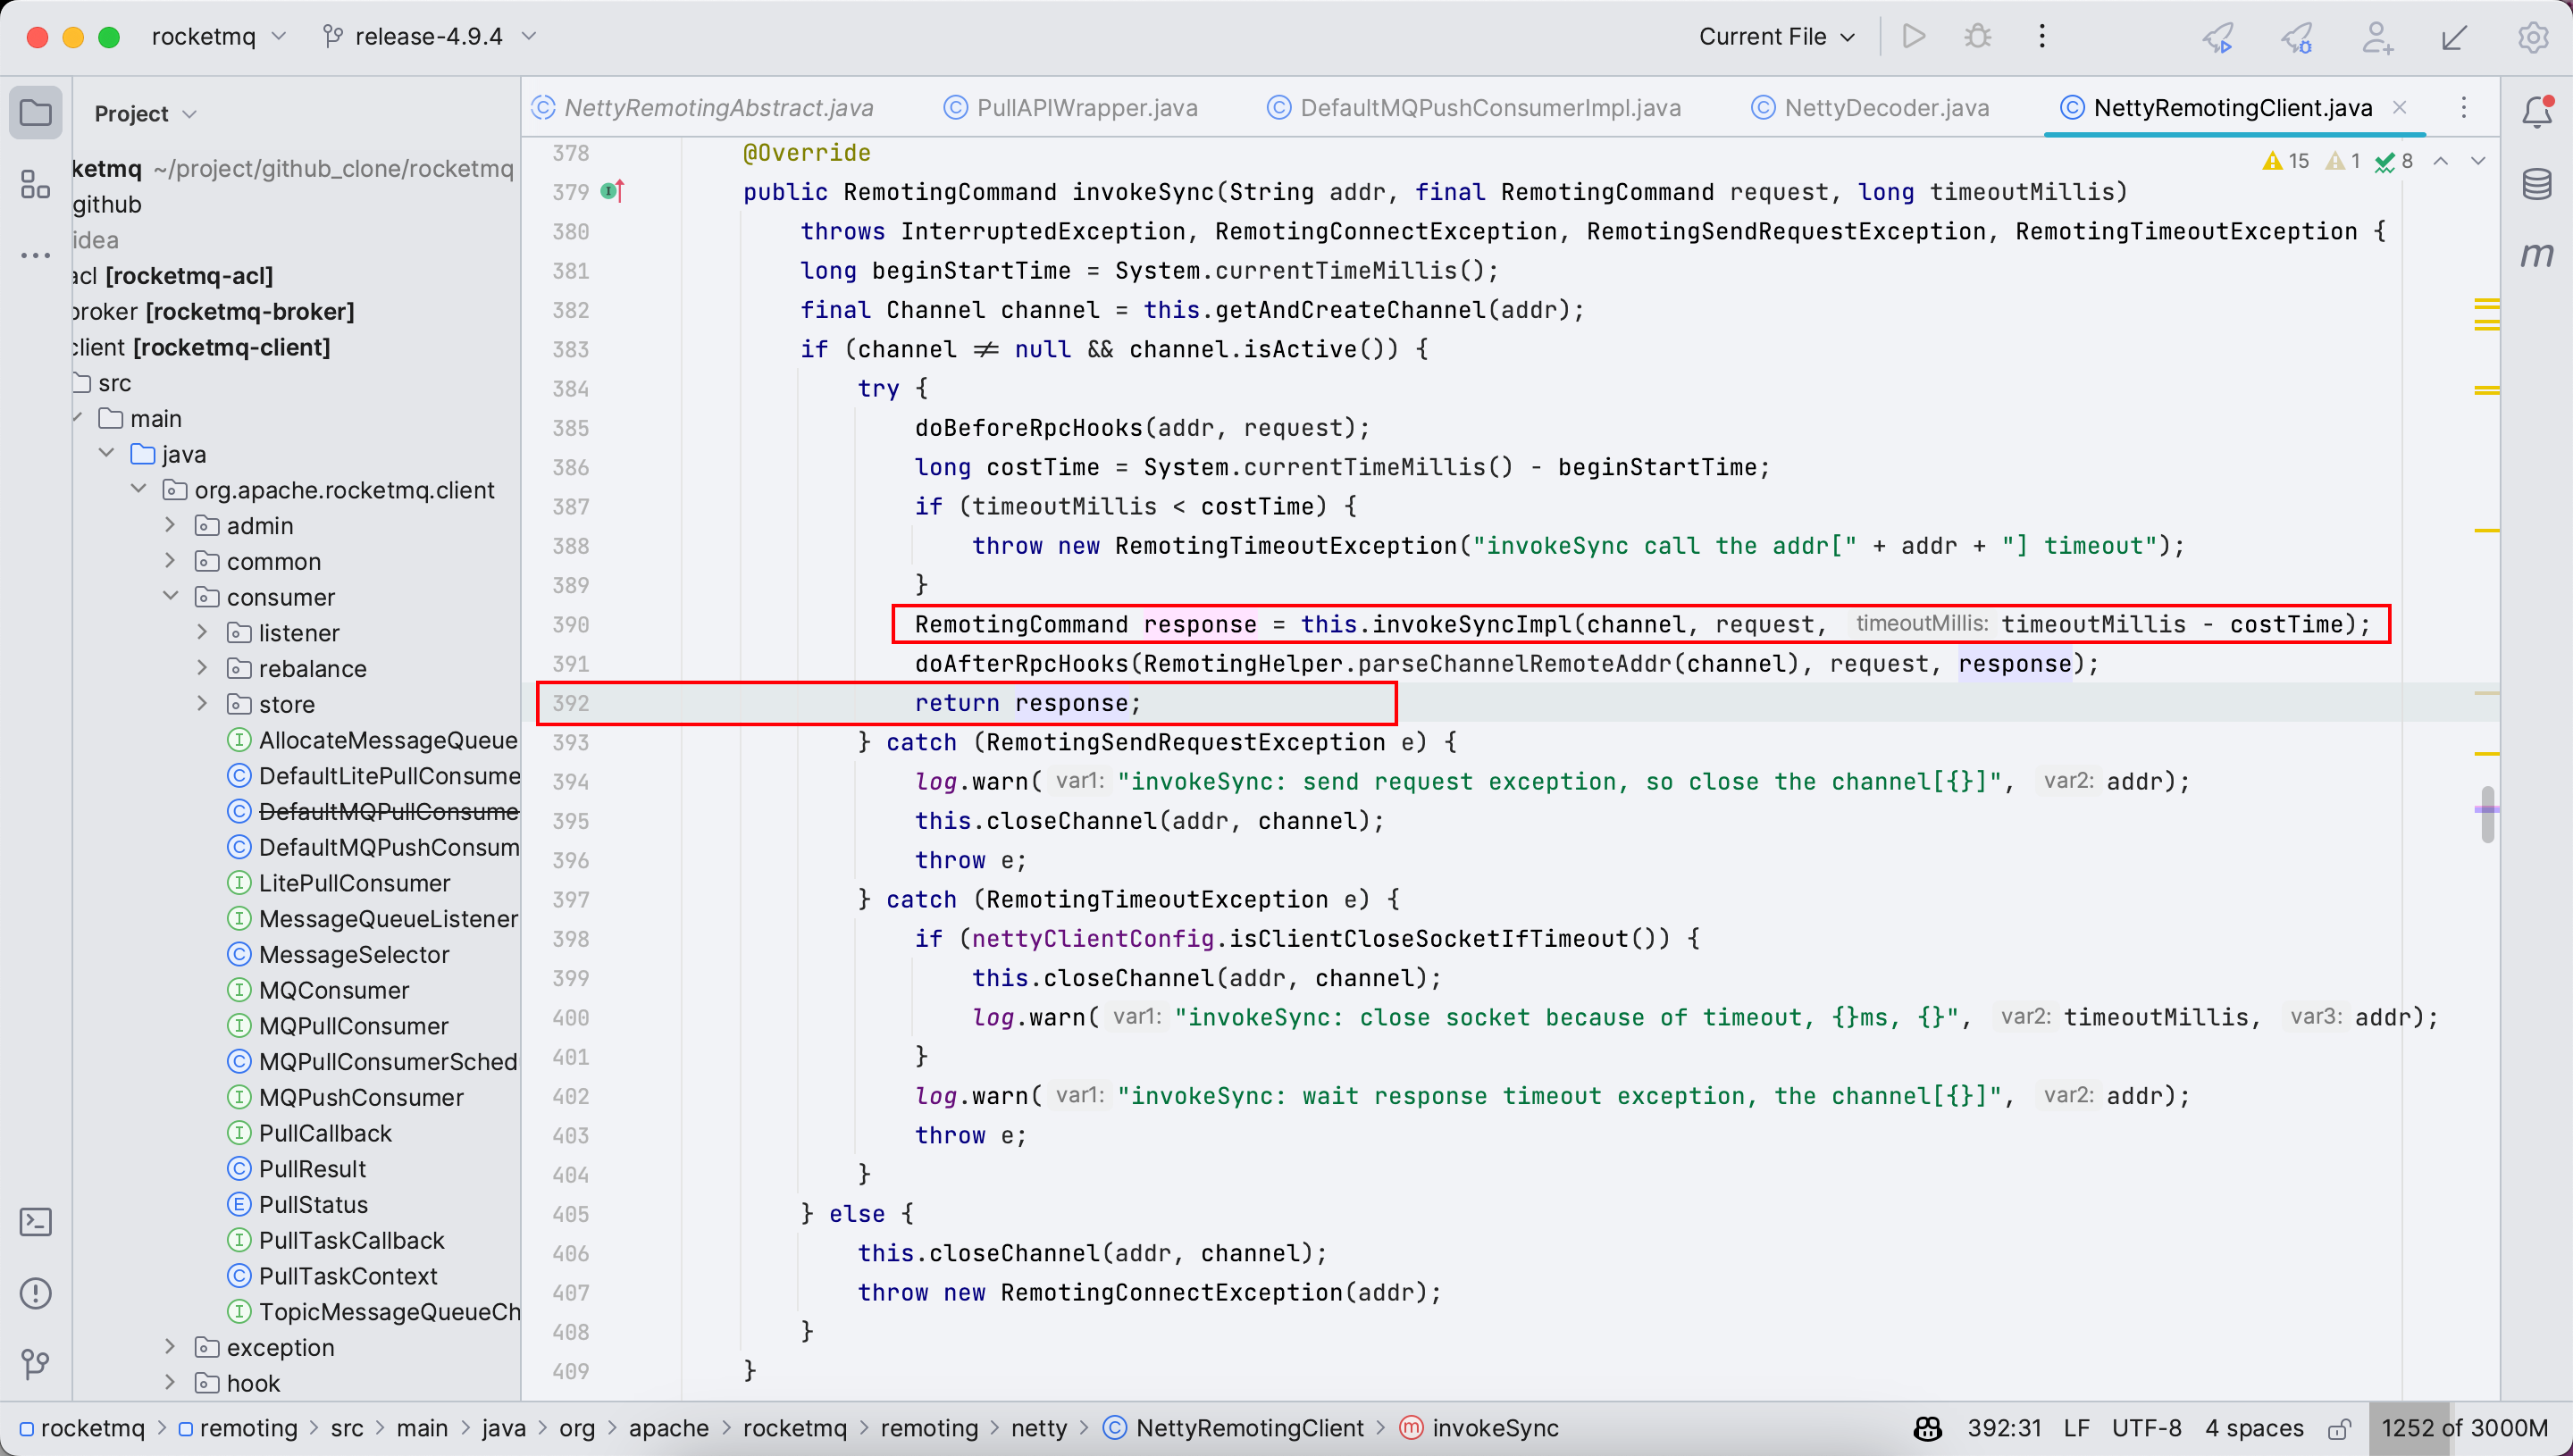 rocketmq release-4.9.4 Current File
Project
ketmq ~/project/github_clone/rocketmq
github
idea
acl [rocketmq-acl]
broker [rocketmq-broker]
client [rocketmq-client]
src
main
java
org.apache.rocketmq.client
admin
common
consumer
listener
rebalance
store
AllocateMessageQueue
DefaultLitePullConsume
DefaultMQPullConsume
DefaultMQPushConsum
LitePullConsumer
MessageQueueListener
MessageSelector
MQConsumer
MQPullConsumer
MQPullConsumerSched
MQPushConsumer
PullCallback
PullResult
PullStatus
PullTaskCallback
PullTaskContext
TopicMessageQueueCh
exception
hook
NettyRemotingAbstract.java PullAPIWrapper.java DefaultMQPushConsumerImpl.java NettyDecoder.java NettyRemotingClient.java
15 1 8
378 @Override
379 public RemotingCommand invokeSync(String addr, final RemotingCommand request, long timeoutMillis)
380 throws InterruptedException, RemotingConnectException, RemotingSendRequestException, RemotingTimeoutException {
381 long beginStartTime = System.currentTimeMillis();
382 final Channel channel = this.getAndCreateChannel(addr);
383 if (channel ≠ null && channel.isActive()) {
384 try {
385 doBeforeRpcHooks(addr, request);
386 long costTime = System.currentTimeMillis() - beginStartTime;
387 if (timeoutMillis < costTime) {
388 throw new RemotingTimeoutException("invokeSync call the addr[" + addr + "] timeout");
389 }
390 RemotingCommand response = this.invokeSyncImpl(channel, request, timeoutMillis: timeoutMillis - costTime);
391 doAfterRpcHooks(RemotingHelper.parseChannelRemoteAddr(channel), request, response);
392 return response;
393 } catch (RemotingSendRequestException e) {
394 log.warn( var1: "invokeSync: send request exception, so close the channel[{}]", var2: addr);
395 this.closeChannel(addr, channel);
396 throw e;
397 } catch (RemotingTimeoutException e) {
398 if (nettyClientConfig.isClientCloseSocketIfTimeout()) {
399 this.closeChannel(addr, channel);
400 log.warn( var1: "invokeSync: close socket because of timeout, {}ms, {}", var2: timeoutMillis, var3: addr);
401 }
402 log.warn( var1: "invokeSync: wait response timeout exception, the channel[{}]", var2: addr);
403 throw e;
404 }
405 } else {
406 this.closeChannel(addr, channel);
407 throw new RemotingConnectException(addr);
408 }
409 }
rocketmq > remoting > src > main > java > org > apache > rocketmq > remoting > netty > NettyRemotingClient > invokeSync 392:31 LF UTF-8 4 spaces 1252 of 3000M